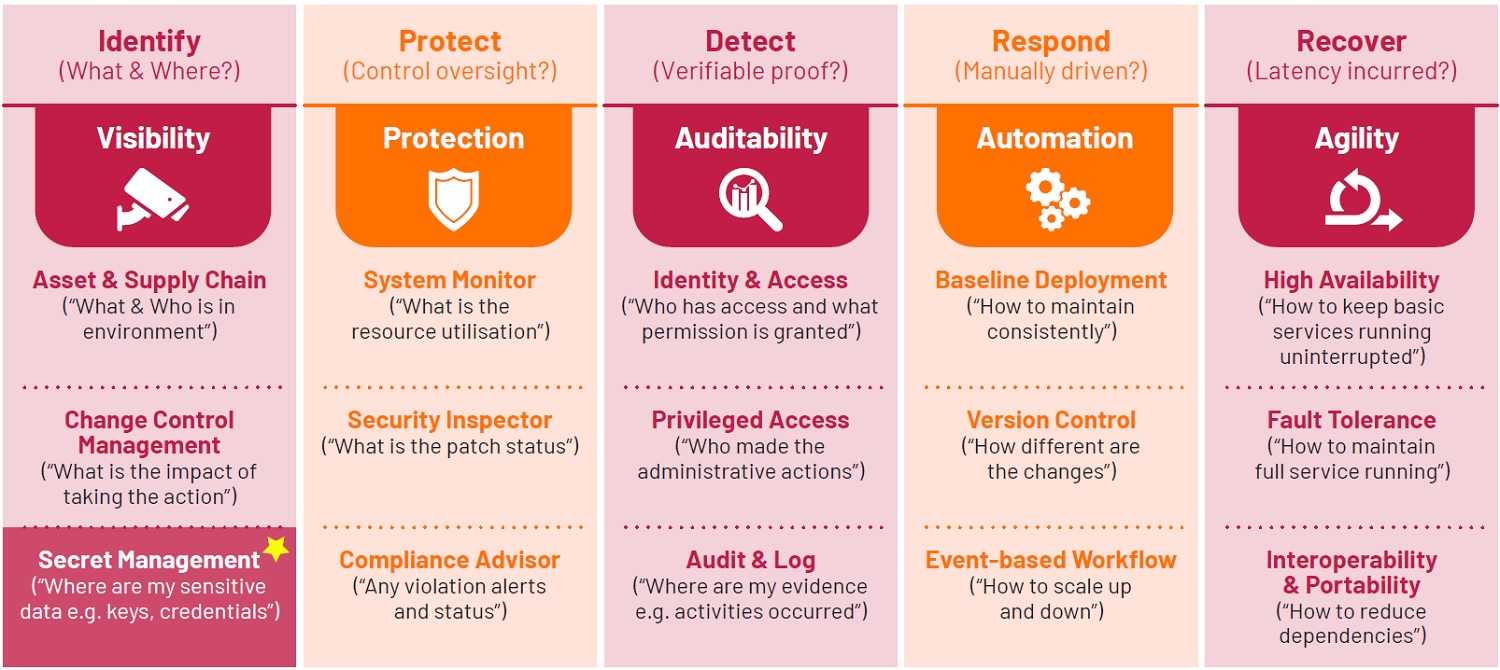 Identify
(What & Where?)
Visibility
Asset & Supply Chain
(“What & Who is in
environment”)
Change Control
Management
(“What is the impact of
taking the action”)
Secret Management
(“Where are my sensitive
data e.g. keys, credentials”)
Protect
(Control oversight?)
Protection
System Monitor
(“What is the
resource utilisation”)
Security Inspector
(“What is the patch status”)
Compliance Advisor
(“Any violation alerts
and status”)
Detect
(Verifiable proof?)
Auditability
Identity & Access
(“Who has access and what
permission is granted”)
Privileged Access
(“Who made the
administrative actions”)
Audit & Log
(“Where are my evidence
e.g. activities occurred”)
Respond
(Manually driven?)
Automation
Baseline Deployment
(“How to maintain
consistently”)
Version Control
(“How different are
the changes”)
Event-based Workflow
(“How to scale up
and down”)
Recover
(Latency incurred?)
Agility
High Availability
(“How to keep basic
services running
uninterrupted”)
Fault Tolerance
(“How to maintain
full service running”)
Interoperability
& Portability
(“How to reduce
dependencies”)